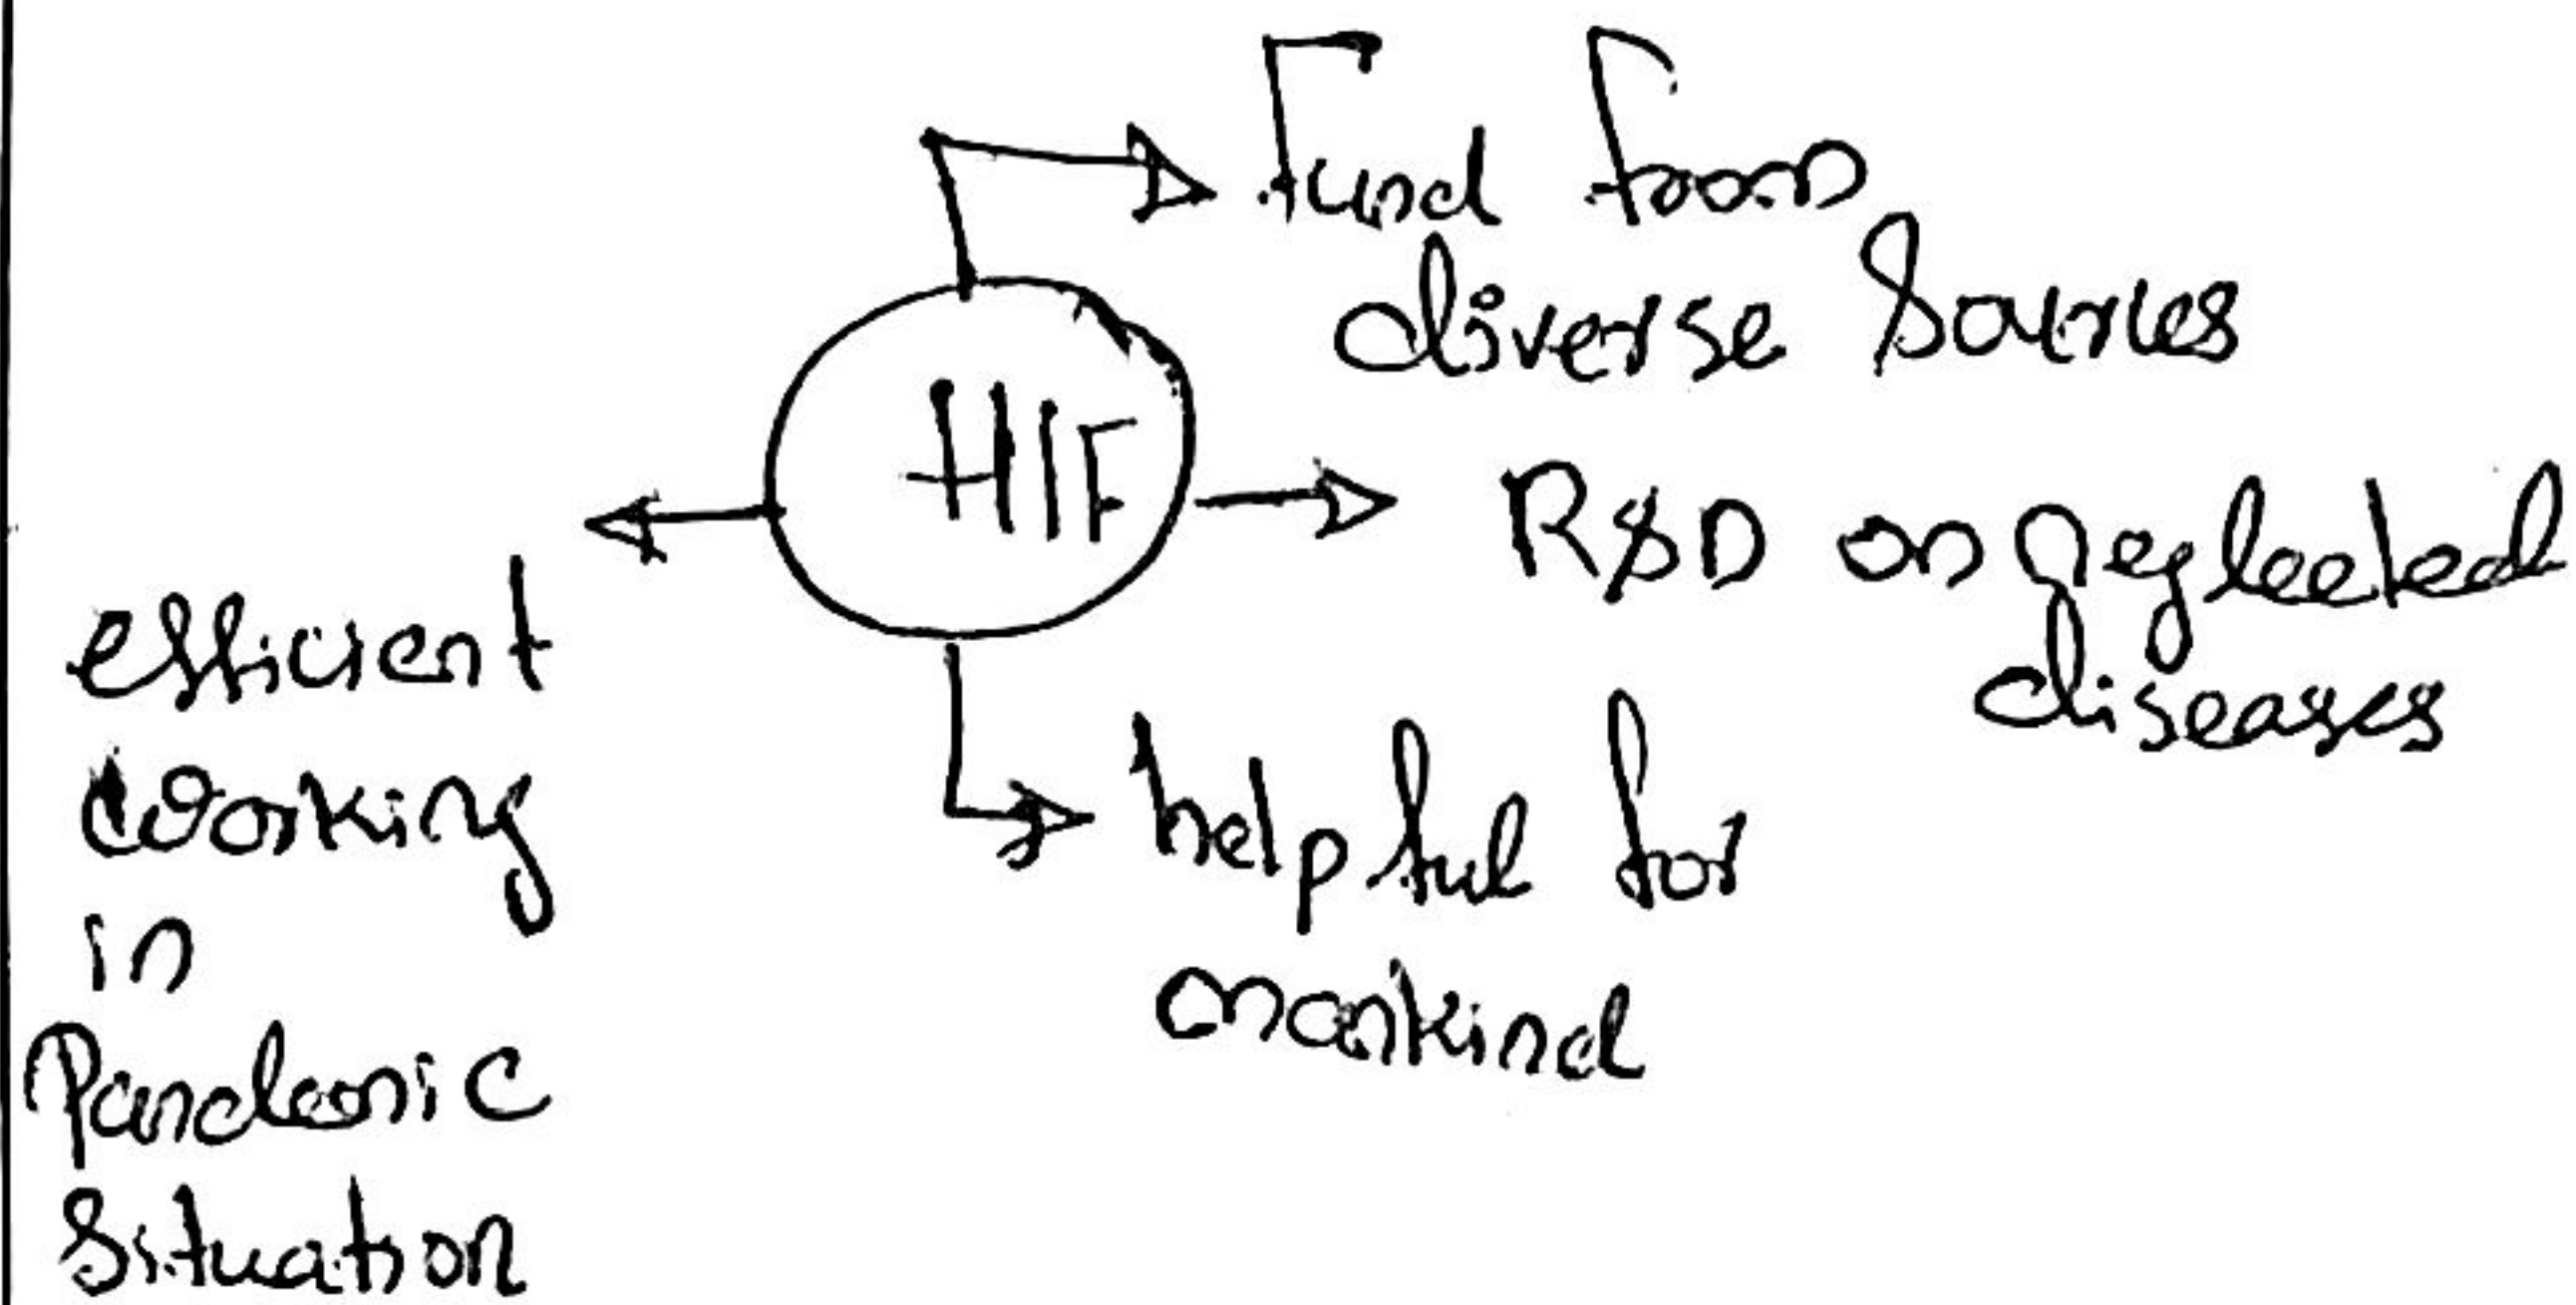 Fund from
diverse Sources
HIF
R&D on neglected
diseases
efficient
working
in
Pandemic
Situation
helpful for
mankind